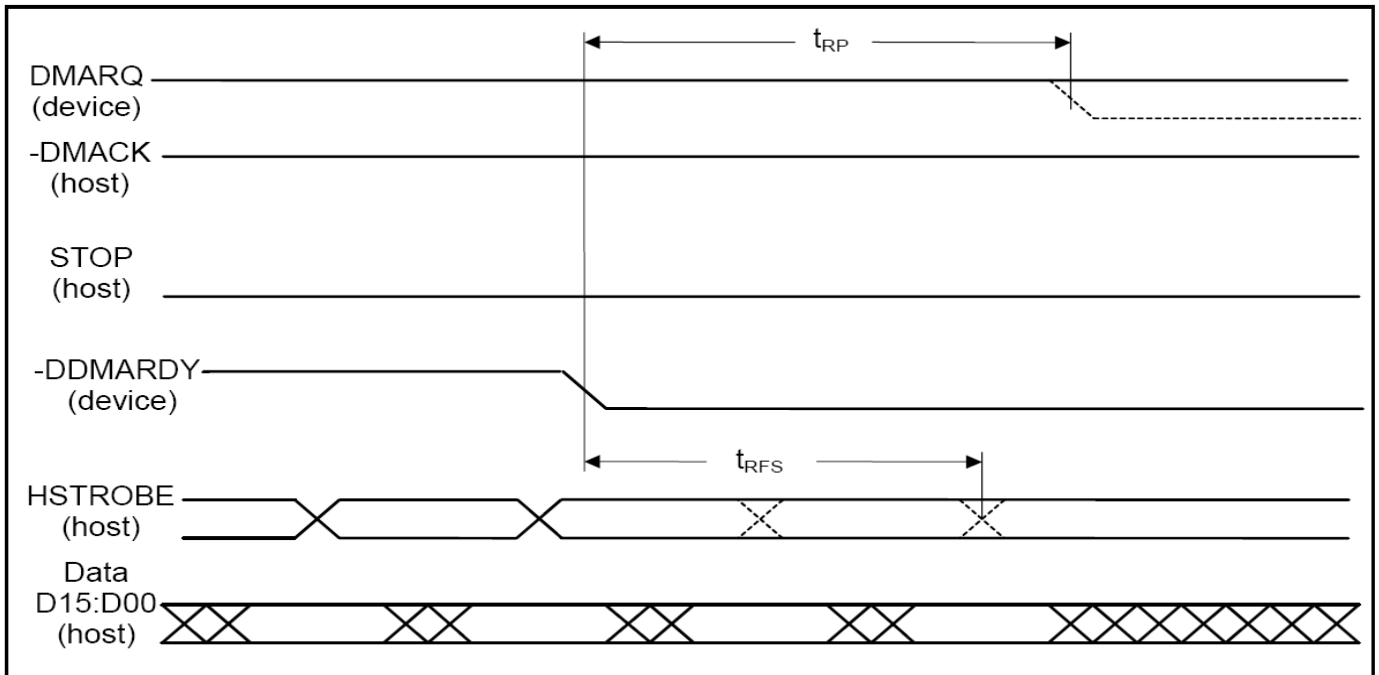 tRP
DMARQ
(device)
-DMACK
(host)
STOP
(host)
-DDMARDY
(device)
tRFS
HSTROBE
(host)
Data
D15:D00
(host)